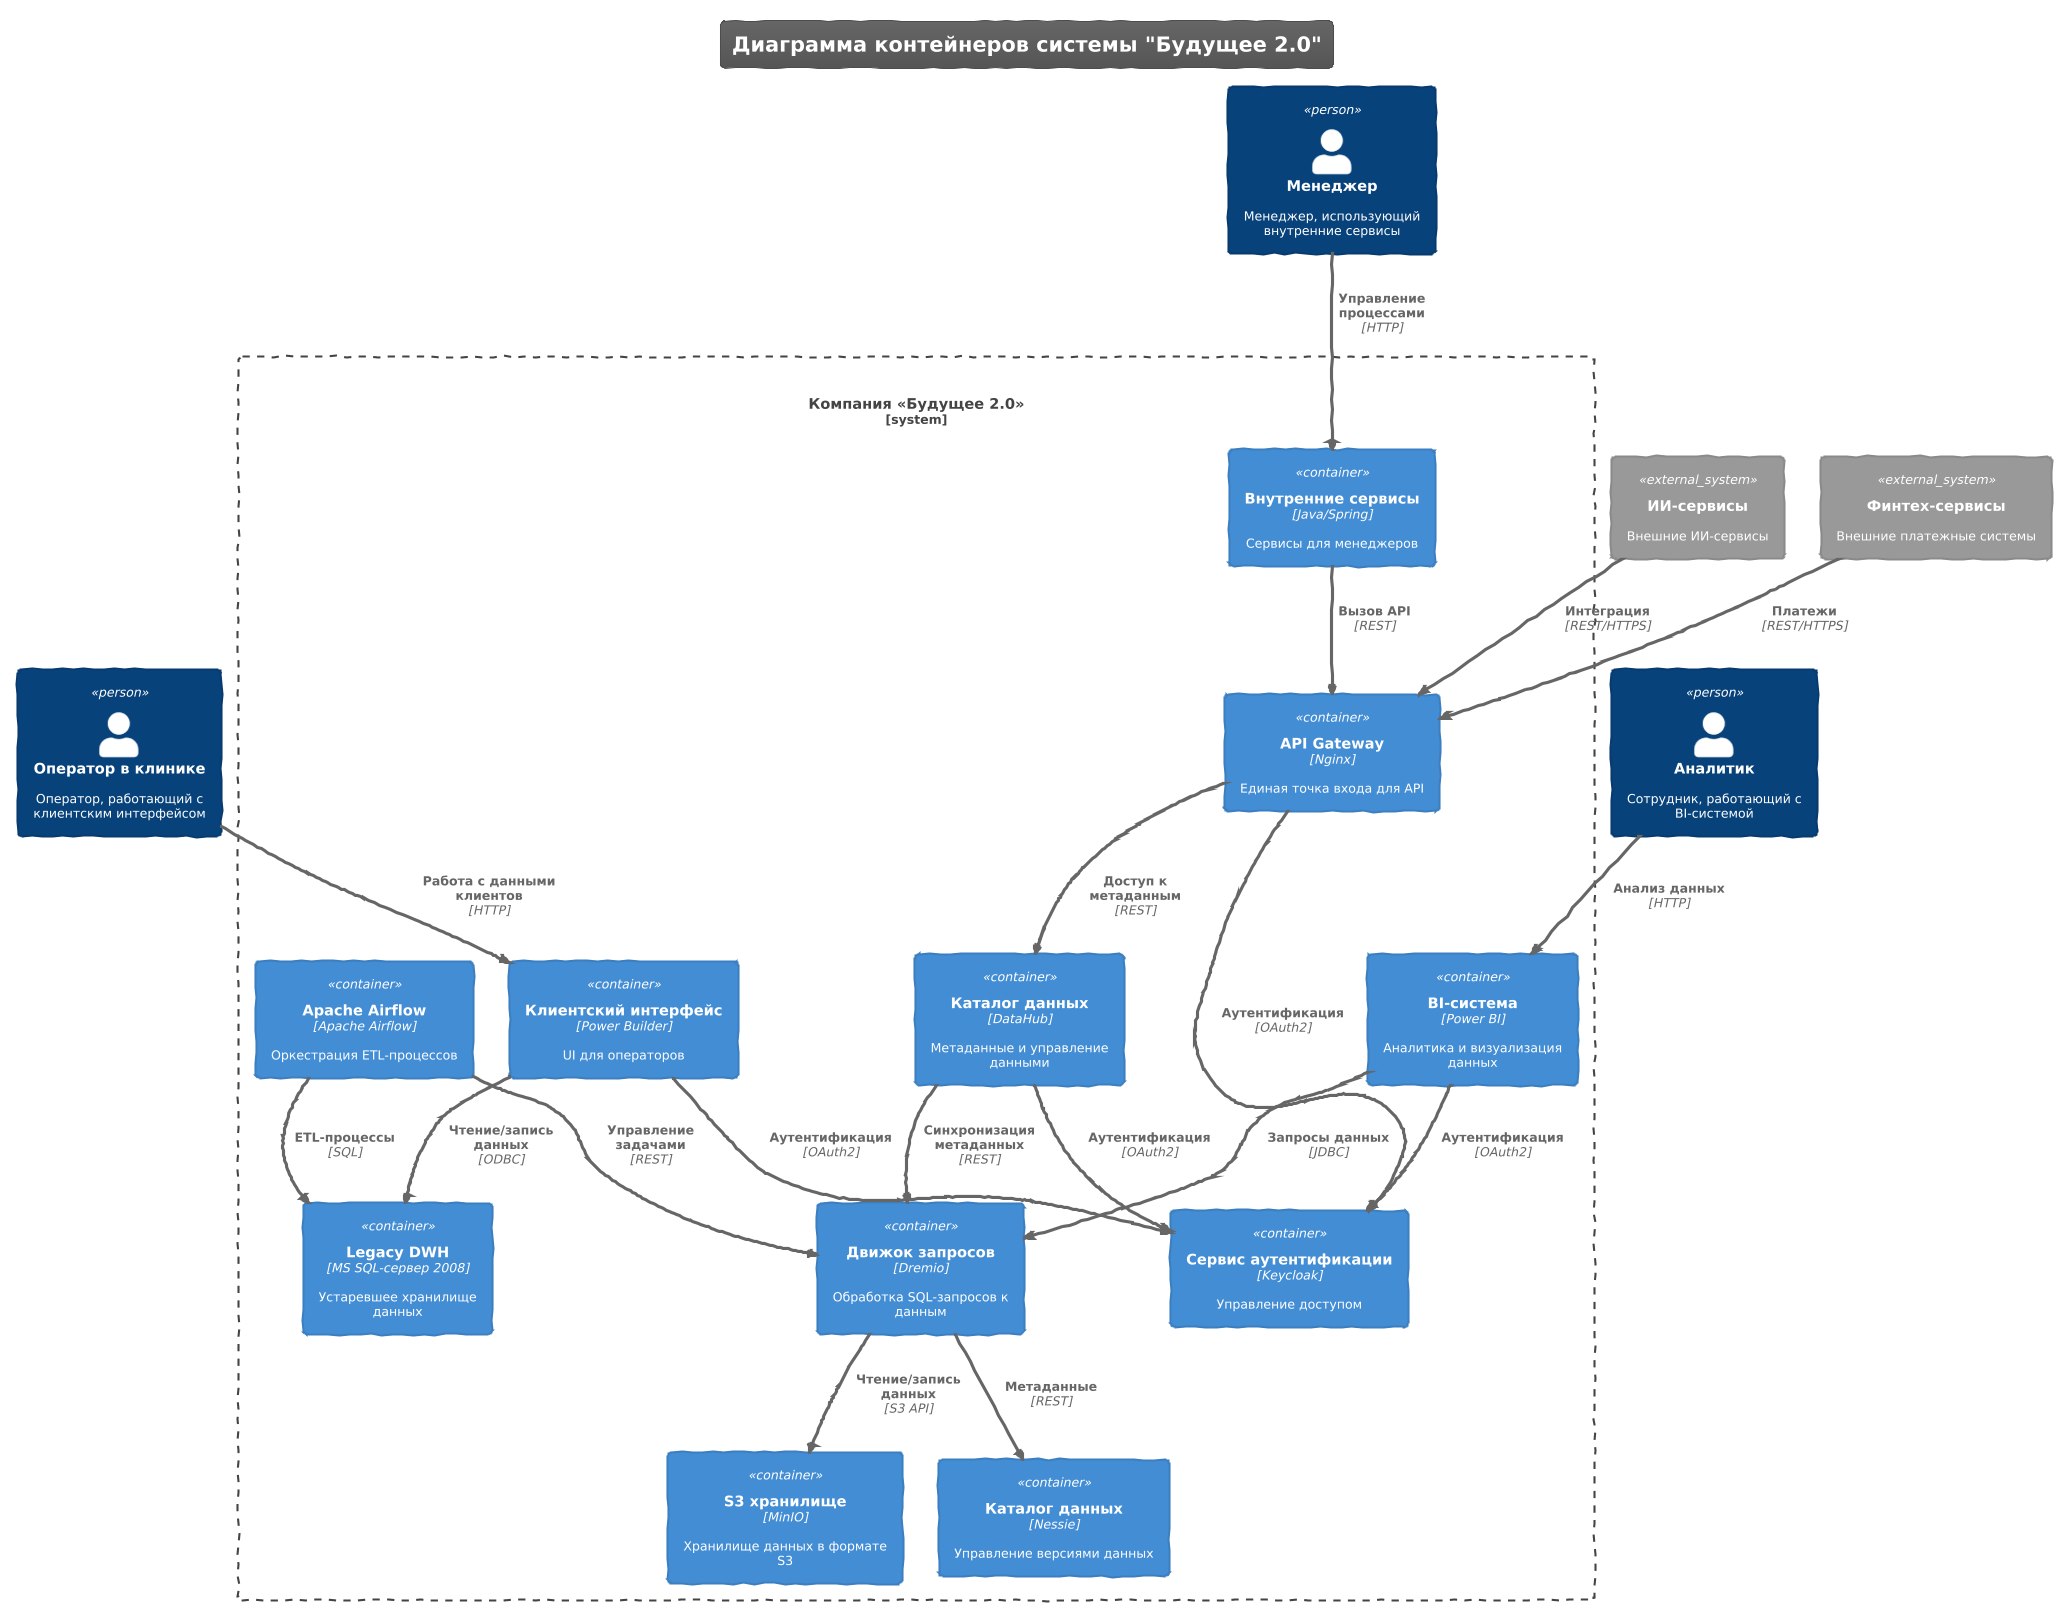 Диаграмма контейнеров системы "Будущее 2.0"
«person»
Менеджер
Менеджер, использующий
внутренние сервисы
Управление
процессами
[HTTP]
Компания «Будущее 2.0»
[system]
«container»
Внутренние сервисы
[Java/Spring]
Сервисы для менеджеров
«external_system»
ИИ-сервисы
Внешние ИИ-сервисы
«external_system»
Финтех-сервисы
Внешние платежные системы
Вызов API
[REST]
Интеграция
[REST/HTTPS]
Платежи
[REST/HTTPS]
«person»
Оператор в клинике
Оператор, работающий с
клиентским интерфейсом
«container»
API Gateway
[Nginx]
Единая точка входа для API
«person»
Аналитик
Сотрудник, работающий с
BI-системой
Работа с данными
клиентов
[HTTP]
Доступ к
метаданным
[REST]
Анализ данных
[HTTP]
«container»
Apache Airflow
[Apache Airflow]
Оркестрация ETL-процессов
«container»
Клиентский интерфейс
[Power Builder]
UI для операторов
«container»
Каталог данных
[DataHub]
Метаданные и управление
данными
Аутентификация
[OAuth2]
«container»
BI-система
[Power BI]
Аналитика и визуализация
данных
ETL-процессы
[SQL]
Чтение/запись
данных
[ODBC]
Управление
задачами
[REST]
Аутентификация
[OAuth2]
Синхронизация
метаданных
[REST]
Аутентификация
[OAuth2]
Запросы данных
[JDBC]
Аутентификация
[OAuth2]
«container»
Legacy DWH
[MS SQL-сервер 2008]
Устаревшее хранилище
данных
«container»
Движок запросов
[Dremio]
Обработка SQL-запросов к
данным
«container»
Сервис аутентификации
[Keycloak]
Управление доступом
Чтение/запись
данных
[S3 API]
Метаданные
[REST]
«container»
S3 хранилище
[MinIO]
Хранилище данных в формате
S3
«container»
Каталог данных
[Nessie]
Управление версиями данных